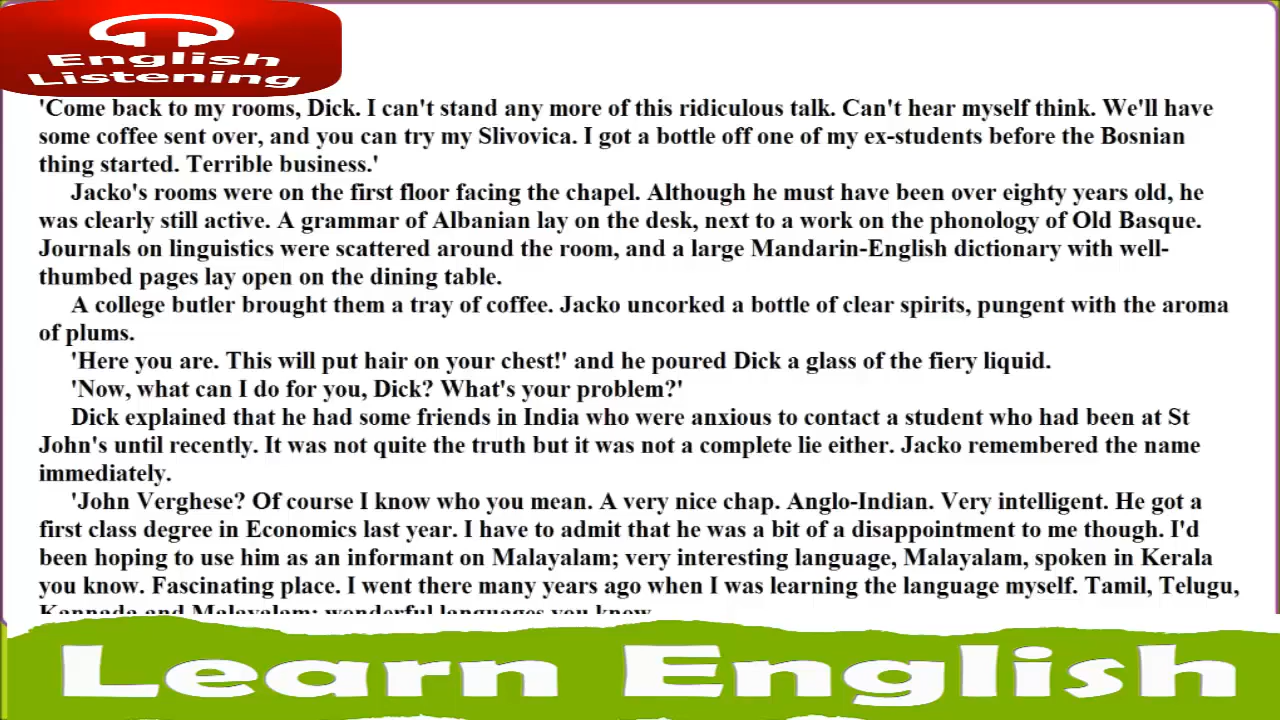 English
Listening
'Come back to my rooms, Dick. I can't stand any more of this ridiculous talk. Can't hear myself think. We'll have
some coffee sent over, and you can try my Slivovica. I got a bottle off one of my ex-students before the Bosnian
thing started. Terrible business.'
Jacko's rooms were on the first floor facing the chapel. Although he must have been over eighty years old, he
was clearly still active. A grammar of Albanian lay on the desk, next to a work on the phonology of Old Basque.
Journals on linguistics were scattered around the room, and a large Mandarin-English dictionary with well-
thumbed pages lay open on the dining table.
A college butler brought them a tray of coffee. Jacko uncorked a bottle of clear spirits, pungent with the aroma
of plums.
'Here you are. This will put hair on your chest!' and he poured Dick a glass of the fiery liquid.
'Now, what can I do for you, Dick? What's your problem?'
Dick explained that he had some friends in India who were anxious to contact a student who had been at St
John's until recently. It was not quite the truth but it was not a complete lie either. Jacko remembered the name
immediately.
'John Verghese? Of course I know who you mean. A very nice chap. Anglo-Indian. Very intelligent. He got a
first class degree in Economics last year. I have to admit that he was a bit of a disappointment to me though. I'd
been hoping to use him as an informant on Malayalam; very interesting language, Malayalam, spoken in Kerala
you know. Fascinating place. I went there many years ago when I was learning the language myself. Tamil, Telugu,
Kannada and Malayalam; wonderful languages you know
Learn English